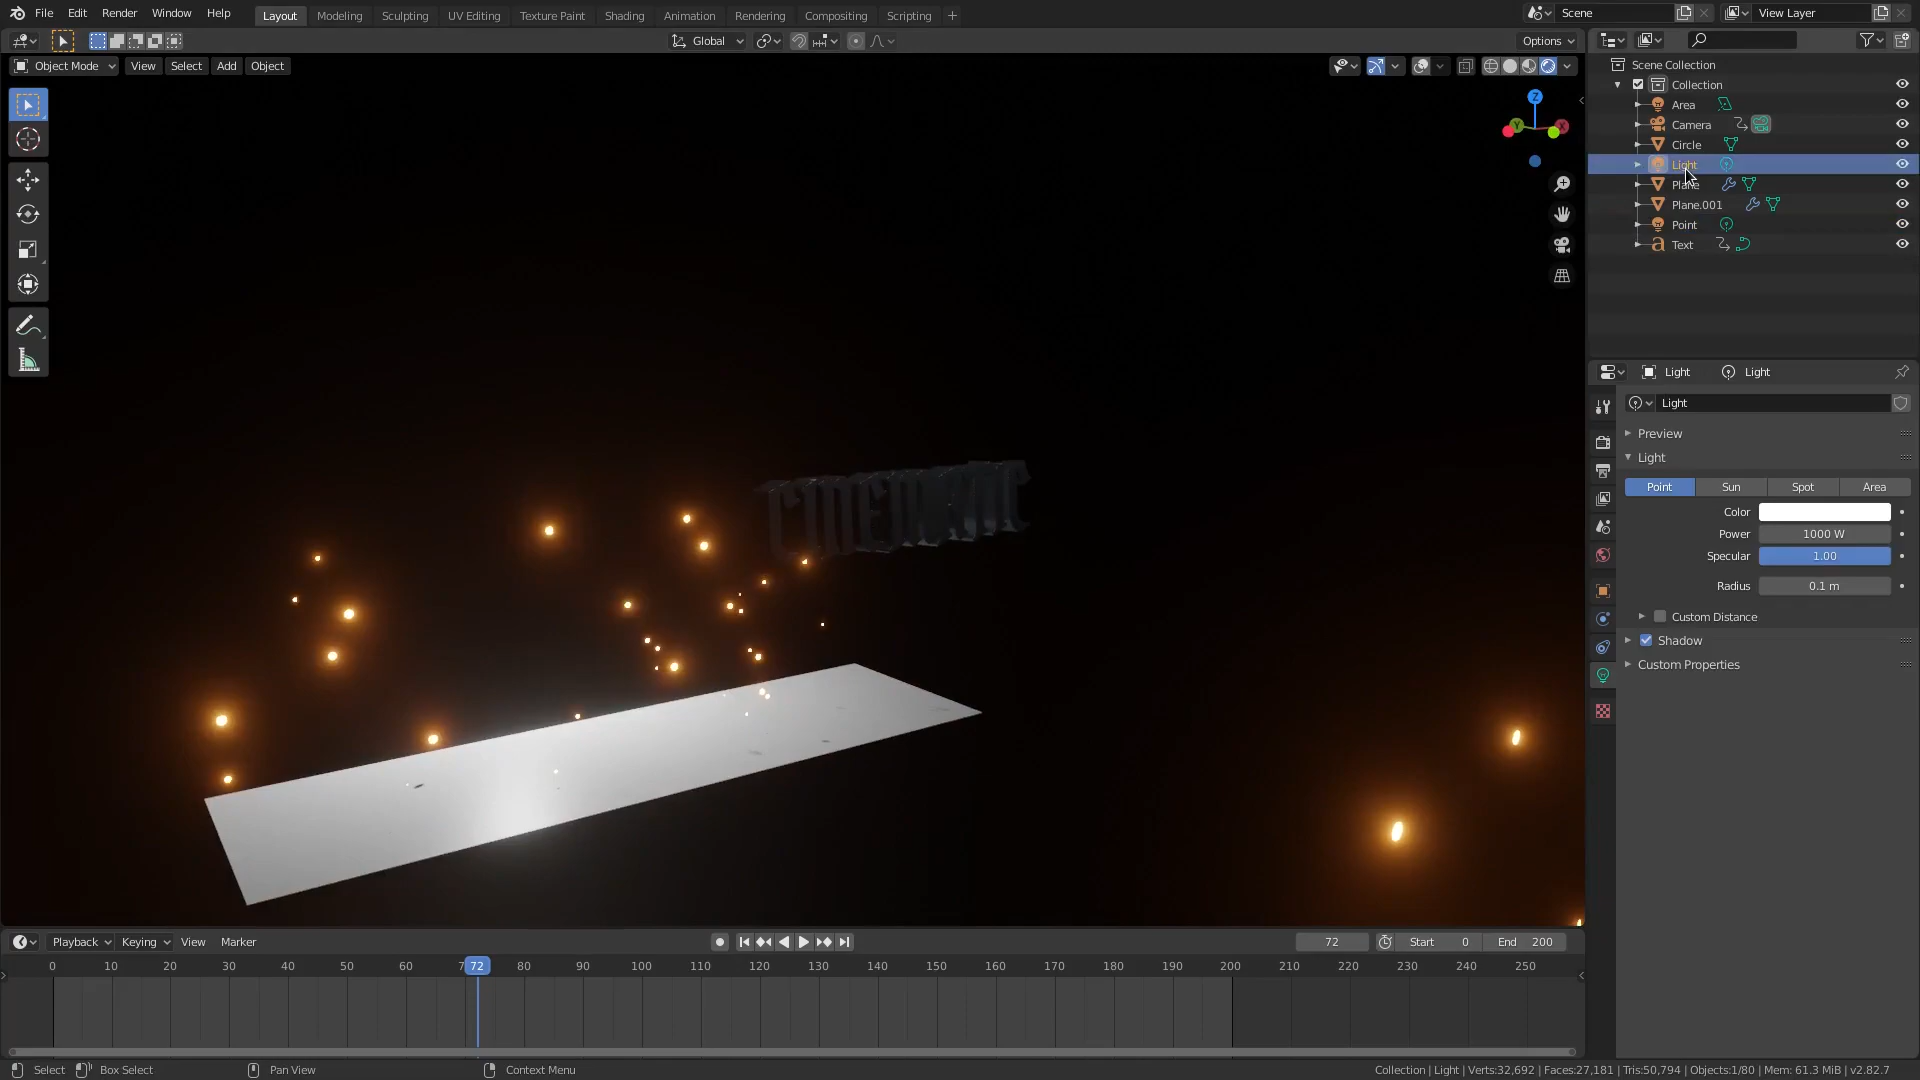 File Edit Render Window Help
Layout Modeling Sculpting UV Editing Texture Paint Shading Animation Rendering Compositing Scripting +
Scene
View Layer
Global
Options
Object Mode View Select Add Object
Z
Y
X
Scene Collection
Collection
Area
Camera
Circle
Light
Plane
Plane.001
Point
Text
Light Light
Light
Preview
Light
Point Sun Spot Area
Color
Power 1000 W
Specular 1.00
Radius 0.1 m
Custom Distance
Shadow
Custom Properties
Playback Keying View Marker
72 Start 0 End 200
0 10 20 30 40 50 60 7 72 80 90 100 110 120 130 140 150 160 170 180 190 200 210 220 230 240 250
Select Box Select Pan View Context Menu
Collection | Light | Verts:32,692 | Faces:27,181 | Tris:50,794 | Objects:1/80 | Mem: 61.3 MiB | v2.82.7